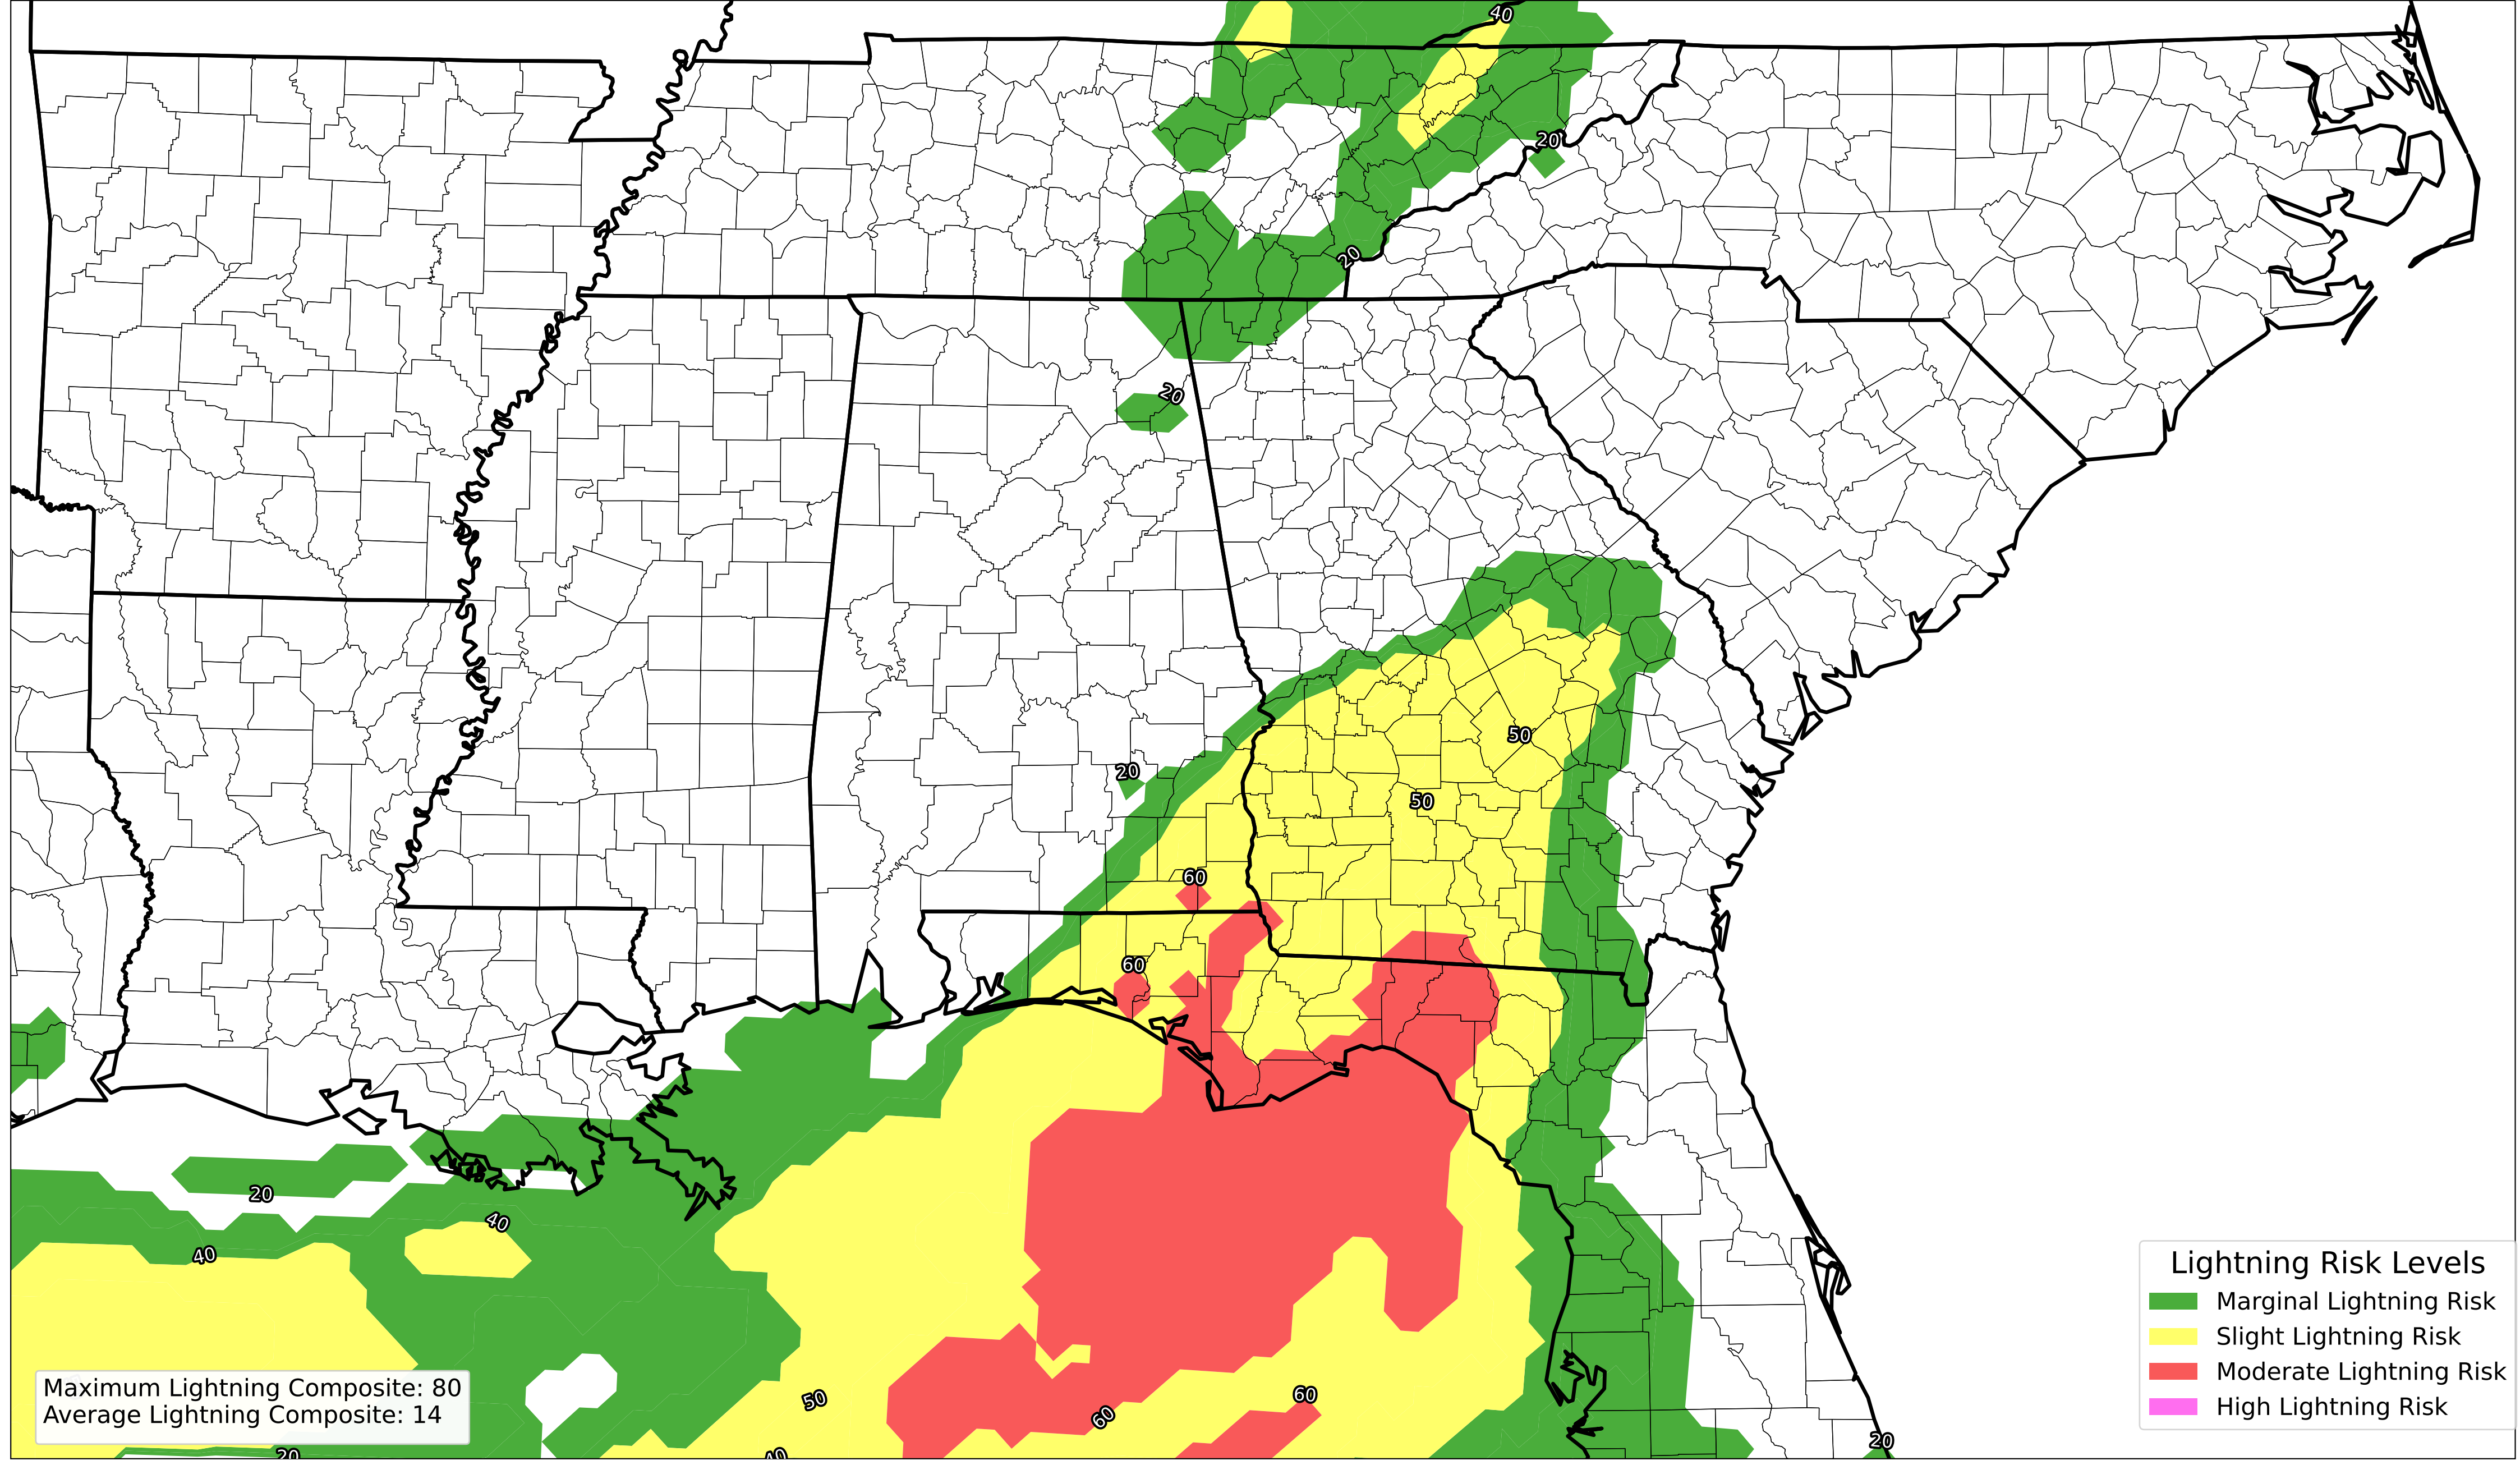 40
20
20
20
50
20
50
60
60
20
40
40
50
60
60
20
20
40
Lightning Risk Levels
Marginal Lightning Risk
Slight Lightning Risk
Moderate Lightning Risk
High Lightning Risk
Maximum Lightning Composite: 80
Average Lightning Composite: 14